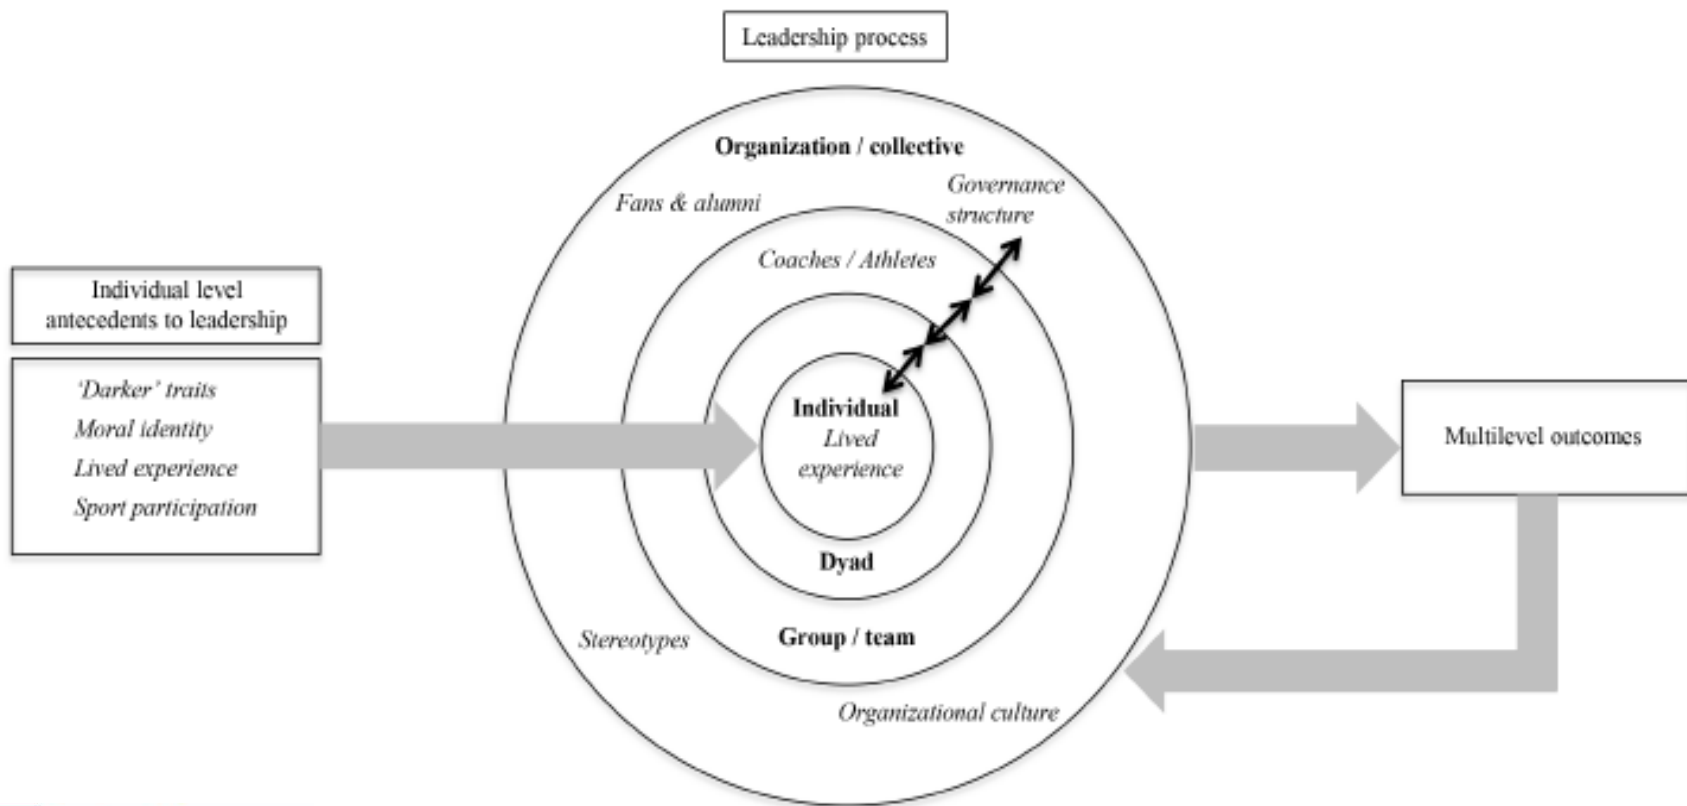 Leadership process
Organization / collective
Governance
structure
Fans & alumni
Coaches / Athletes
Individual level
antecedents to leadership
‘Darker’ traits
Moral identity
Lived experience
Sport participation
Individual
Lived
experience
Multilevel outcomes
Dyad
Group / team
Stereotypes
Organizational culture